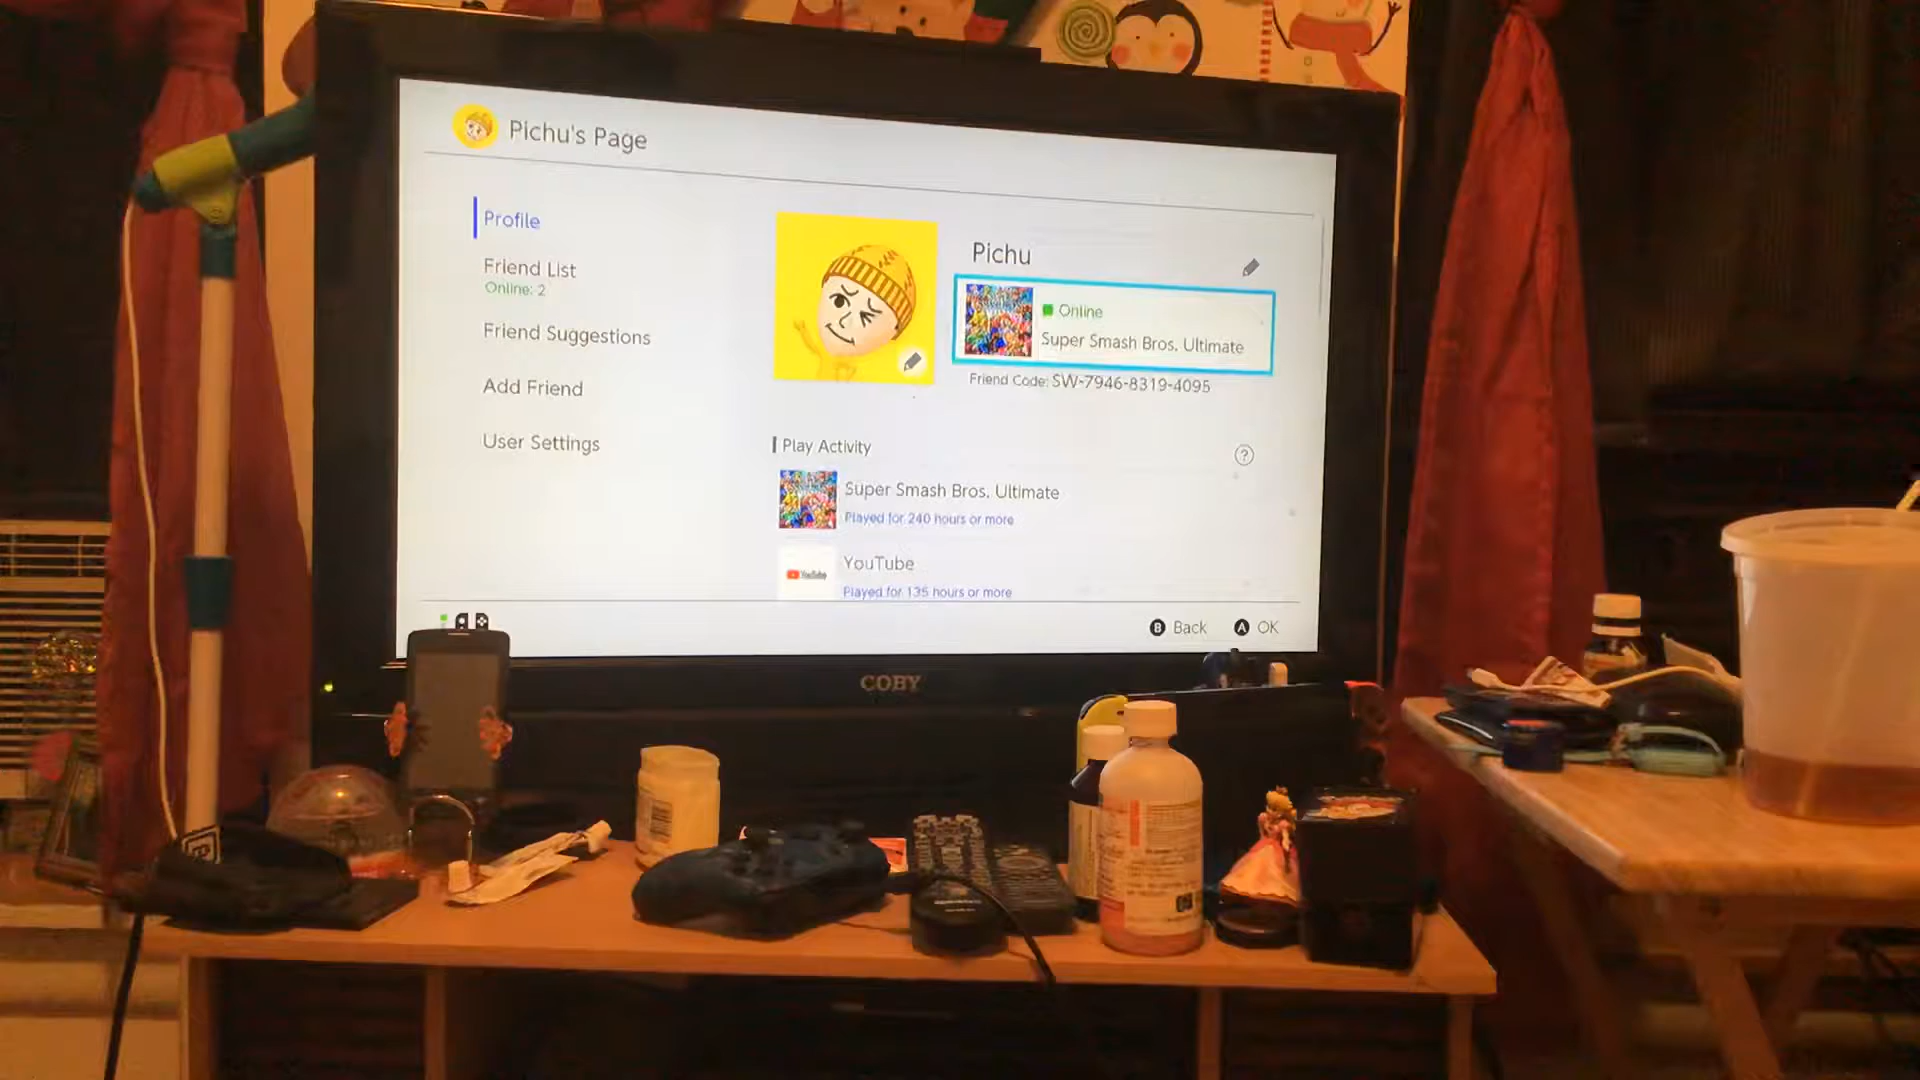 Pichu's Page
Profile
Friend List
Online: 2
Friend Suggestions
Add Friend
User Settings
Pichu
Online
Super Smash Bros. Ultimate
Friend Code: SW-7946-8319-4095
Play Activity
?
Super Smash Bros. Ultimate
Played for 240 hours or more
YouTube
YouTube
Played for 135 hours or more
B Back
A OK
COBY